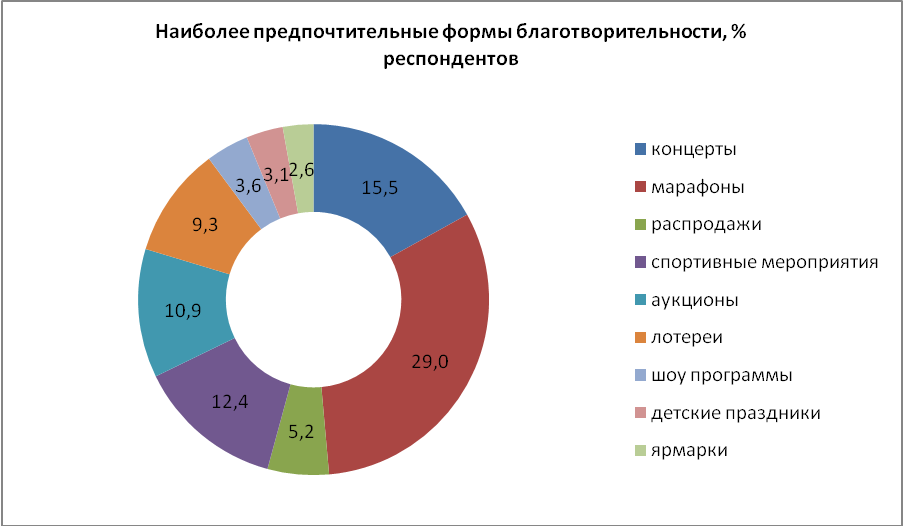 Наиболее предпочтительные формы благотворительности, %
респондентов
15,5
29,0
5,2
12,4
10,9
9,3
3,6
3,1
2,6
концерты
марафоны
распродажи
спортивные мероприятия
аукционы
лотереи
шоу программы
детские праздники
ярмарки